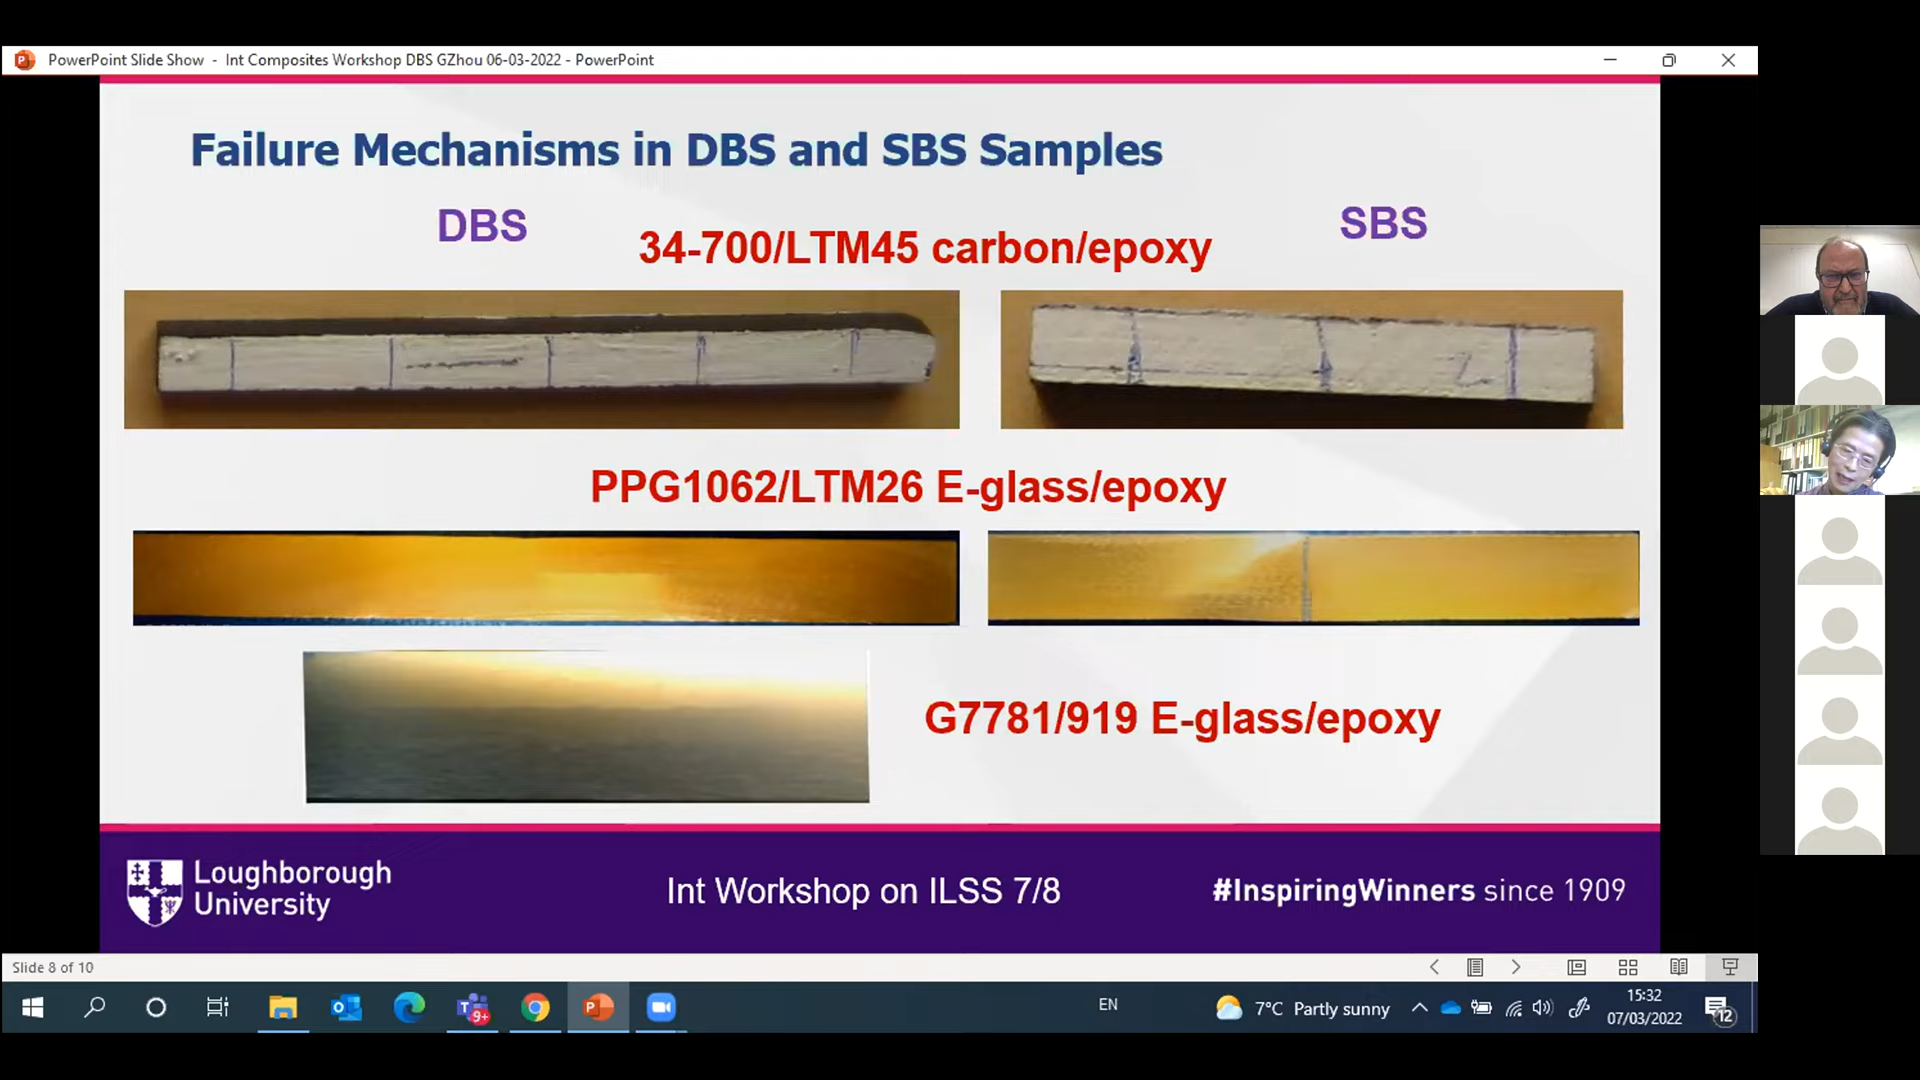 PowerPoint Slide Show - Int Composites Workshop DBS GZhou 06-03-2022 - PowerPoint
Failure Mechanisms in DBS and SBS Samples
DBS
SBS
34-700/LTM45 carbon/epoxy
PPG1062/LTM26 E-glass/epoxy
G7781/919 E-glass/epoxy
Loughborough
University
Int Workshop on ILSS 7/8
#InspiringWinners since 1909
Slide 8 of 10
9+
EN
7°C Partly sunny
15:32
07/03/2022
12